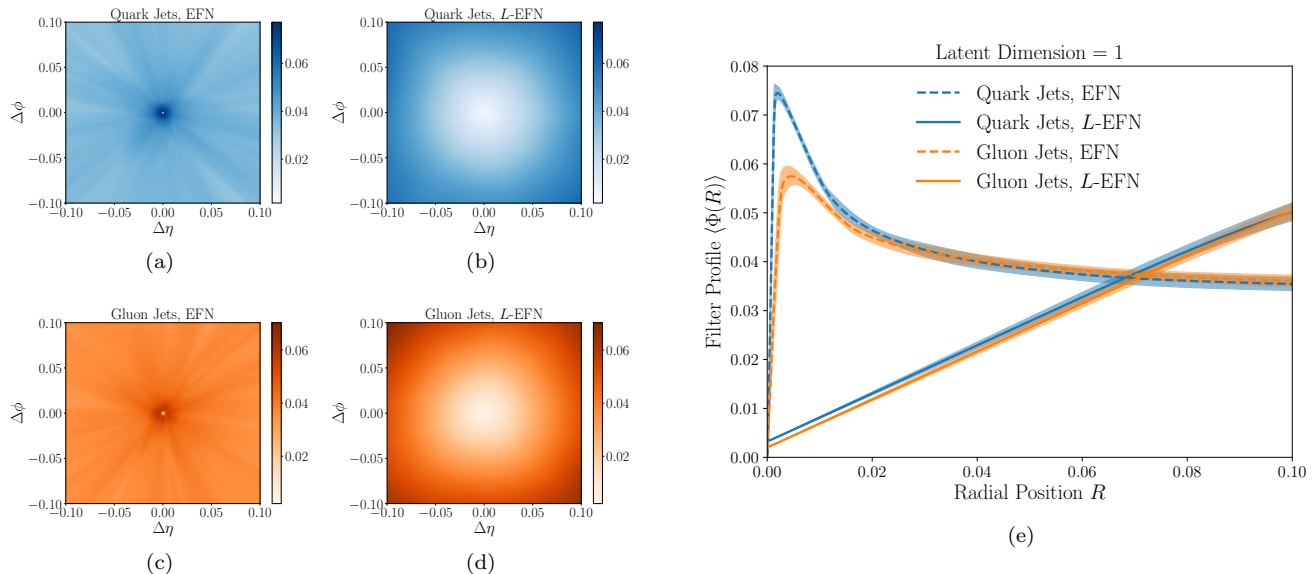 Quark Jets, EFN
0.10
0.05
0.00
−0.05
−0.10
Δϕ
−0.10 −0.05 0.00 0.05 0.10
Δη
0.06
0.04
0.02
(a)
Quark Jets, L-EFN
0.10
0.05
0.00
−0.05
−0.10
Δϕ
−0.10 −0.05 0.00 0.05 0.10
Δη
0.06
0.04
0.02
(b)
Gluon Jets, EFN
0.10
0.05
0.00
−0.05
−0.10
Δϕ
−0.10 −0.05 0.00 0.05 0.10
Δη
0.06
0.04
0.02
(c)
Gluon Jets, L-EFN
0.10
0.05
0.00
−0.05
−0.10
Δϕ
−0.10 −0.05 0.00 0.05 0.10
Δη
0.06
0.04
0.02
(d)
Latent Dimension = 1
0.08
0.07
0.06
0.05
0.04
0.03
0.02
0.01
0.00
Filter Profile ⟨Φ(R)⟩
Quark Jets, EFN
Quark Jets, L-EFN
Gluon Jets, EFN
Gluon Jets, L-EFN
0.00 0.02 0.04 0.06 0.08 0.10
Radial Position R
(e)